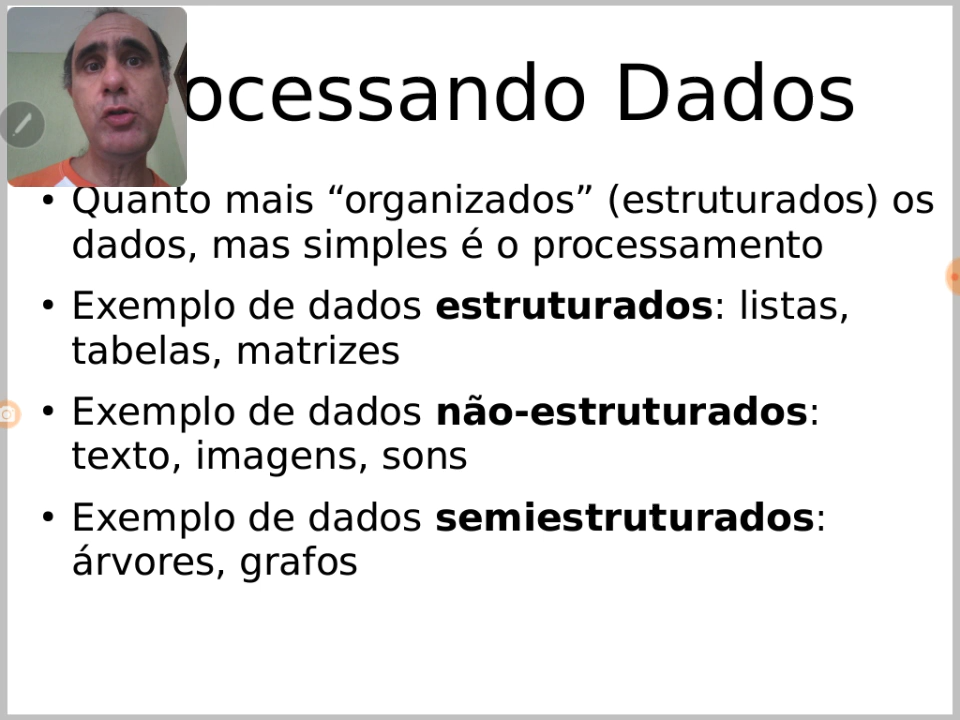 ocessando Dados
• Quanto mais “organizados” (estruturados) os
dados, mas simples é o processamento
• Exemplo de dados estruturados: listas,
tabelas, matrizes
• Exemplo de dados não-estruturados:
texto, imagens, sons
• Exemplo de dados semiestruturados:
árvores, grafos